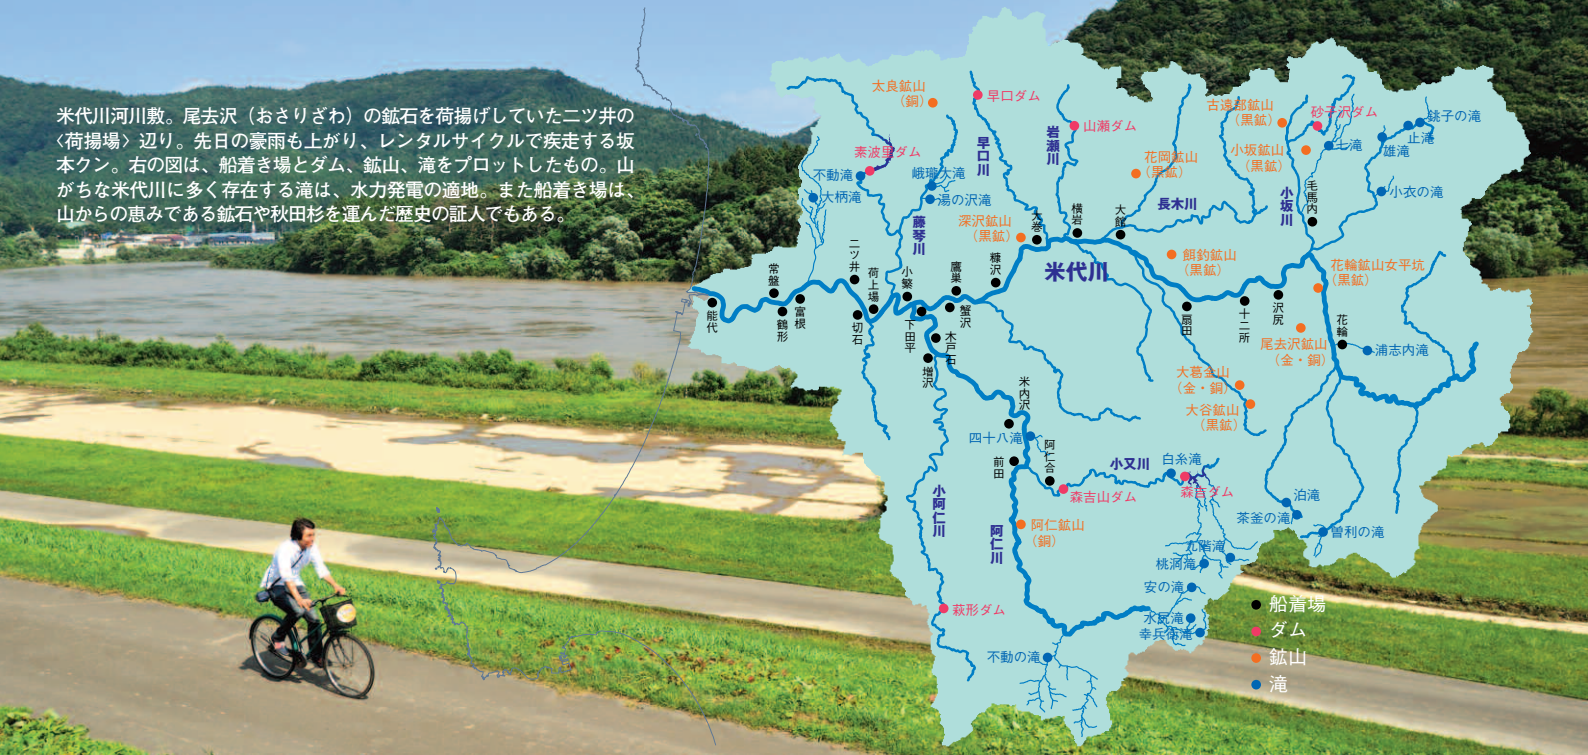 米代川河川敷。尾去沢（おさりざわ）の鉱石を荷揚げしていた二ツ井の
〈荷揚場〉辺り。先日の豪雨も上がり、レンタルサイクルで疾走する坂
本クン。右の図は、船着き場とダム、鉱山、滝をプロットしたもの。山
がちな米代川に多く存在する滝は、水力発電の適地。また船着き場は、
山からの恵みである鉱石や秋田杉を運んだ歴史の証人でもある。
太良鉱山
（銅）
早口ダム
早口川
岩瀬川
山瀬ダム
古遠部鉱山
（黒鉱）
砂子沢ダム
銚子の滝
止滝
雄滝
七滝
小坂鉱山
（黒鉱）
花岡鉱山
（黒鉱）
素波里ダム
不動滝
大柄滝
峨瓏大滝
湯の沢滝
藤琴川
深沢鉱山
（黒鉱）
大巻
横岩
大館
長木川
小坂川
毛馬内
小衣の滝
米代川
餌釣鉱山
（黒鉱）
花輪鉱山女平坑
（黒鉱）
能代
常盤
鶴形
富根
二ツ井
切石
荷上場
小繋
下田平
鷹巣
蟹沢
糠沢
木戸石
増沢
扇田
十二所
沢尻
花輪
浦志内滝
尾去沢鉱山
（金・銅）
大葛金山
（金・銅）
大谷鉱山
（黒鉱）
米内沢
四十八滝
前田
阿仁合
小又川
白糸滝
森吉山ダム
森吉ダム
小阿仁川
阿仁川
阿仁鉱山
（銅）
泊滝
茶釜の滝
曽利の滝
九階滝
桃洞滝
安の滝
幸兵衛滝
萩形ダム
不動の滝
船着場
ダム
鉱山
滝